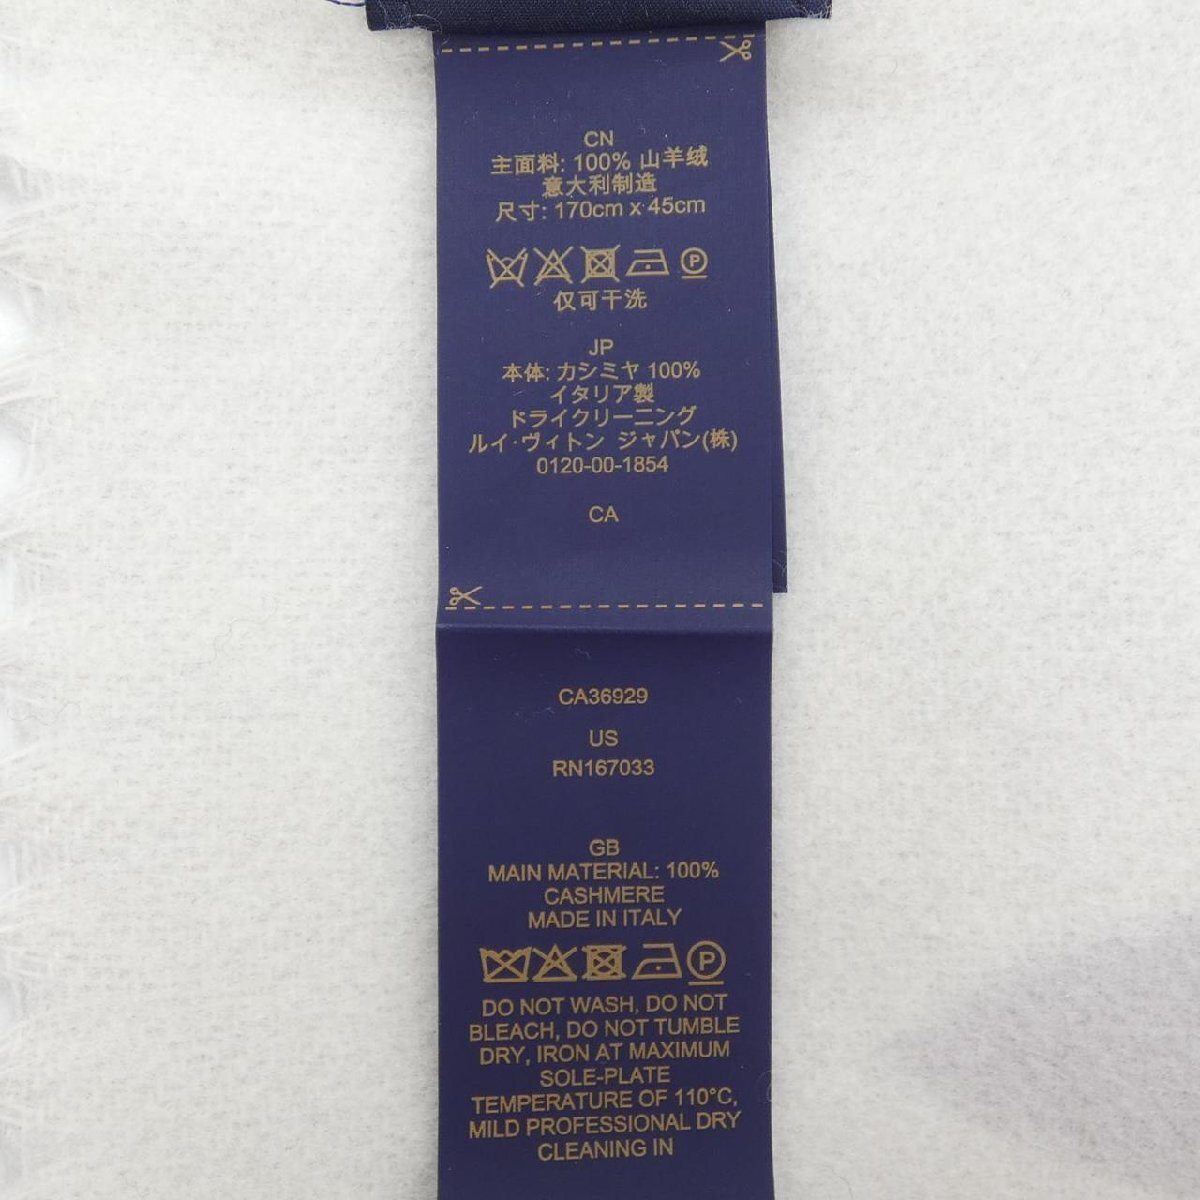 CN
主面料: 100% 山羊绒
意大利制造
尺寸: 170cm x 45cm
P
仅可干洗
JP
本体: カシミヤ 100%
イタリア製
ドライクリーニング
ルイ·ヴィトン ジャパン(株)
0120-00-1854
CA
CA36929
US
RN167033
GB
MAIN MATERIAL: 100%
CASHMERE
MADE IN ITALY
P
DO NOT WASH, DO NOT
BLEACH, DO NOT TUMBLE
DRY, IRON AT MAXIMUM
SOLE-PLATE
TEMPERATURE OF 110°C,
MILD PROFESSIONAL DRY
CLEANING IN